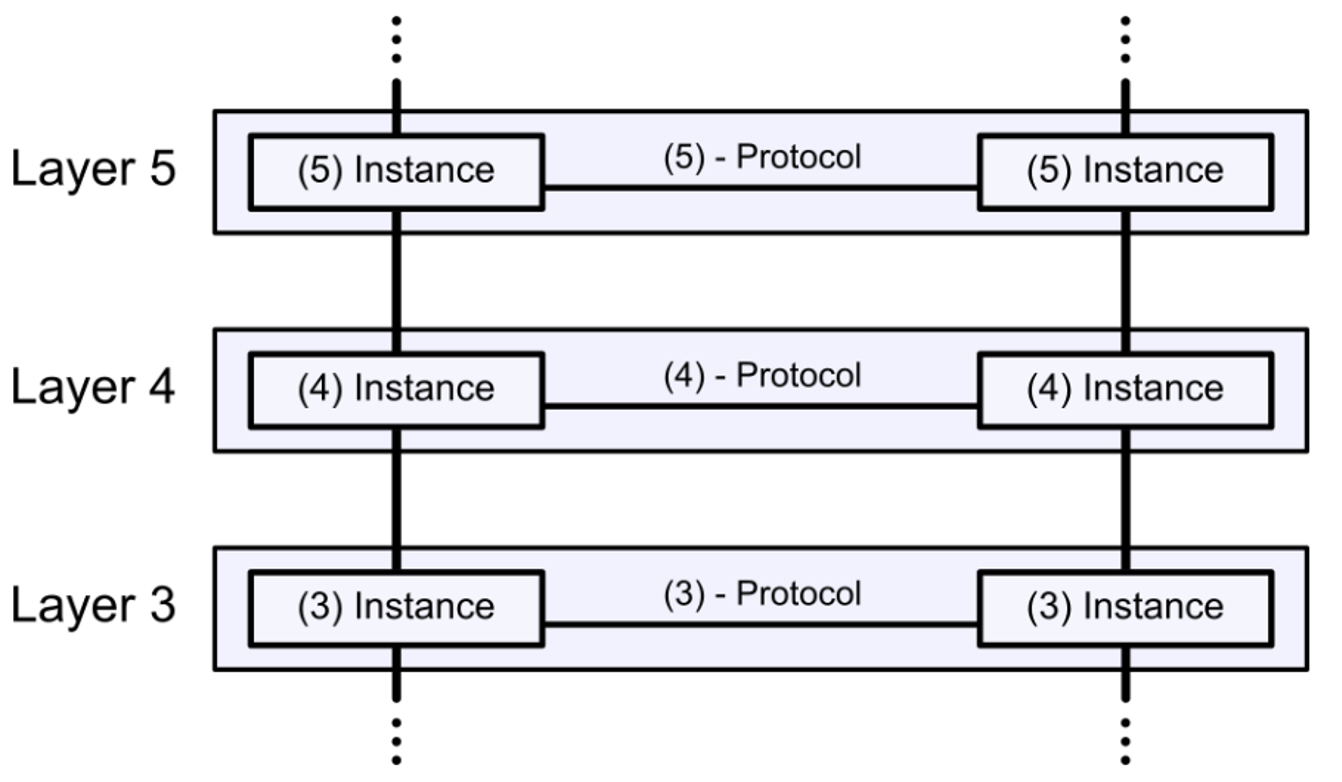 Layer 5
(5) Instance
(5) - Protocol
(5) Instance
Layer 4
(4) Instance
(4) - Protocol
(4) Instance
Layer 3
(3) Instance
(3) - Protocol
(3) Instance